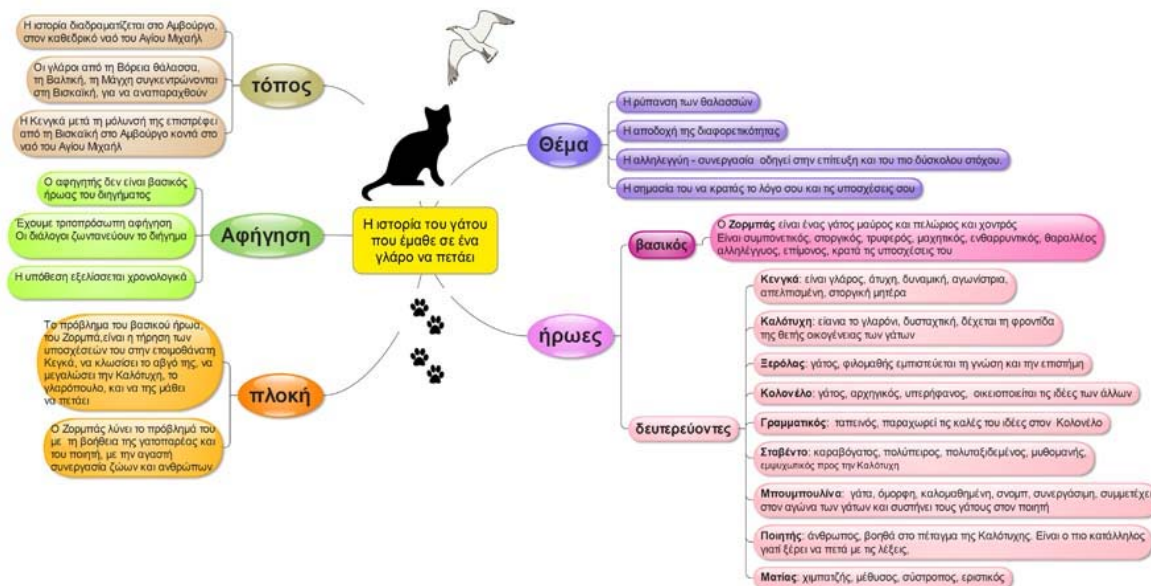 Η ιστορία του γάτου
που έμαθε σε ένα
γλάρο να πετάει
τόπος
Η ιστορία διαδραματίζεται στο Αμβούργο,
στον καθεδρικό ναό του Αγίου Μιχαήλ
Οι γλάροι από τη Βόρεια θάλασσα,
τη Βαλτική, τη Μάγχη συγκεντρώνονται
στη Βισκαϊκή, για να αναπαραχθούν
Η Κενγκά μετά τη μόλυνσή της επιστρέφει
από τη Βισκαϊκή στο Αμβούργο κοντά στο
ναό του Αγίου Μιχαήλ
Αφήγηση
Ο αφηγητής δεν είναι βασικός
ήρωας του διηγήματος
Έχουμε τριτοπρόσωπη αφήγηση
Οι διάλογοι ζωντανεύουν το διήγημα
Η υπόθεση εξελίσσεται χρονολογικά
πλοκή
Το πρόβλημα του βασικού ήρωα,
του Ζορμπά,είναι η τήρηση των
υποσχέσεών του στην ετοιμοθάνατη
Κεγκά, να κλωσίσει το αβγό της, να
μεγαλώσει την Καλότυχη, το
γλαρόπουλο, και να της μάθει
να πετάει
Ο Ζορμπάς λύνει το πρόβλημά του
με τη βοήθεια της γατοπαρέας και
του ποιητή, με την αγαστή
συνεργασία ζώων και ανθρώπων
Θέμα
Η ρύπανση των θαλασσών
Η αποδοχή της διαφορετικότητας
Η αλληλεγγύη - συνεργασία οδηγεί στην επίτευξη και του πιο δύσκολου στόχου.
Η σημασία του να κρατάς το λόγο σου και τις υποσχέσεις σου
ήρωες
βασικός
Ο Ζορμπάς είναι ένας γάτος μαύρος και πελώριος και χοντρός
Είναι συμπονετικός, στοργικός, τρυφερός, μαχητικός, ενθαρρυντικός, θαραλλέος
αλληλέγγυος, επίμονος, κρατά τις υποσχέσεις του
δευτερεύοντες
Κενγκά: είναι γλάρος, άτυχη, δυναμική, αγωνίστρια,
απελπισμένη, στοργική μητέρα
Καλότυχη: είανια το γλαρόνι, δυσταχτική, δέχεται τη φροντίδα
της θετής οικογένειας των γάτων
Ξερόλας: γάτος, φιλομαθής εμπιστεύεται τη γνώση και την επιστήμη
Κολονέλο: γάτος, αρχηγικός, υπερήφανος, οικειοποιείται τις ιδέες των άλλων
Γραμματικός: ταπεινός, παραχωρεί τις καλές του ιδέες στον Κολονέλο
Σταβέντο: καραβόγατος, πολύπειρος, πολυταξιδεμένος, μυθομανής,
εμψυχωτικός προς την Καλότυχη
Μπουμπουλίνα: γάτα, όμορφη, καλομαθημένη, σνομπ, συνεργάσιμη, συμμετέχει
στον αγώνα των γάτων και συστήνει τους γάτους στον ποιητή
Ποιητής: άνθρωπος, βοηθά στο πέταγμα της Καλότυχης. Είναι ο πιο κατάλληλος
γιατί ξέρει να πετά με τις λέξεις,
Ματίας: χιμπατζής, μέθυσος, σύστροπος, εριστικός